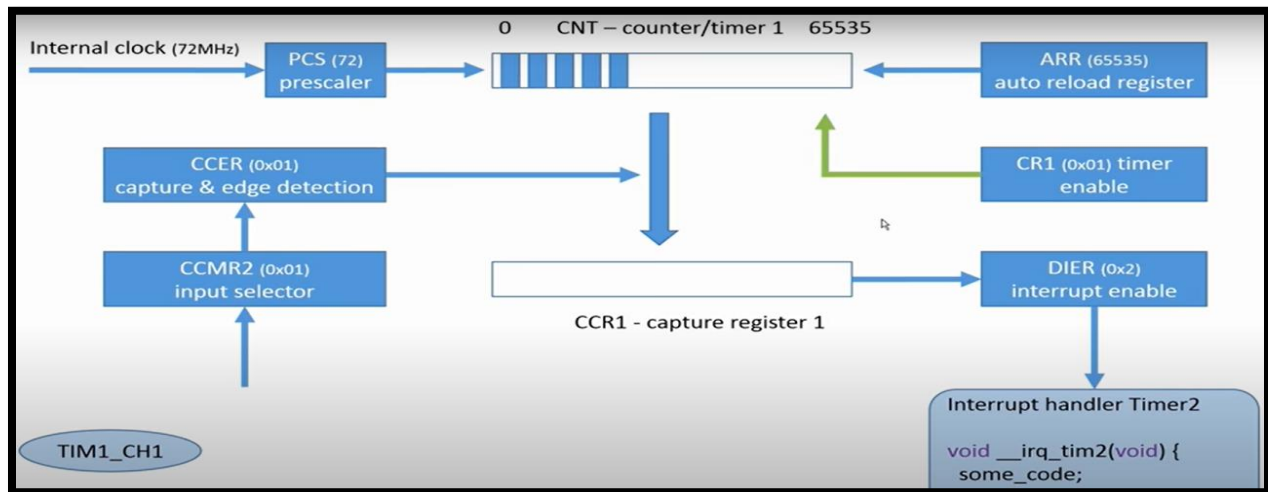 0 CNT – counter/timer 1 65535
Internal clock (72MHz)
PCS (72)
prescaler
ARR (65535)
auto reload register
CCER (0x01)
capture & edge detection
CR1 (0x01) timer
enable
CCMR2 (0x01)
input selector
DIER (0x2)
interrupt enable
CCR1 - capture register 1
TIM1_CH1
Interrupt handler Timer2
void __irq_tim2(void) {
some_code;